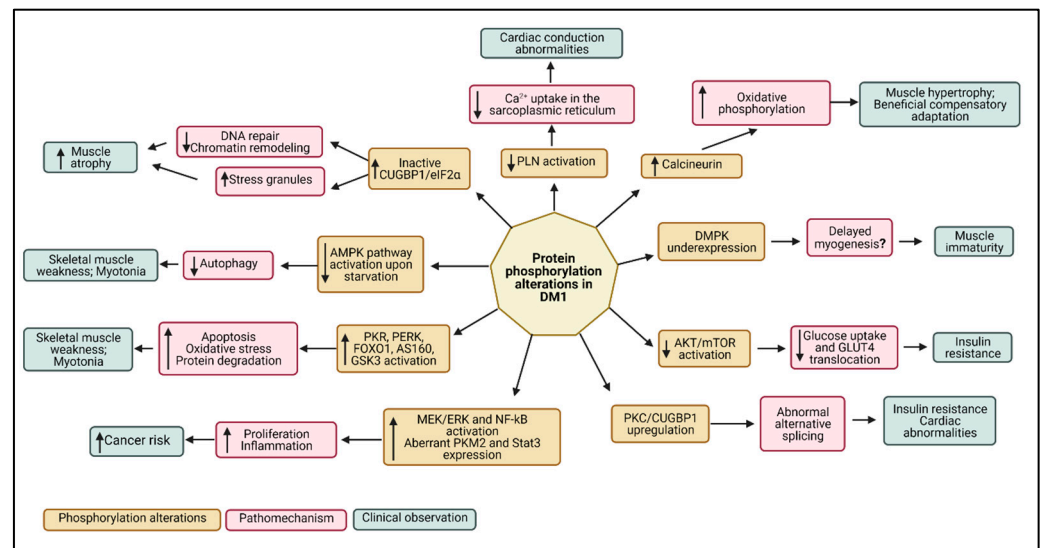 Cardiac conduction
abnormalities
Ca²⁺ uptake in the
sarcoplasmic reticulum
Oxidative
phosphorylation
Muscle hypertrophy;
Beneficial compensatory
adaptation
Muscle
atrophy
DNA repair
Chromatin remodeling
Stress granules
Inactive
CUGBP1/eIF2α
PLN activation
Calcineurin
Skeletal muscle
weakness; Myotonia
Autophagy
AMPK pathway
activation upon
starvation
Protein
phosphorylation
alterations in
DM1
DMPK
underexpression
Delayed
myogenesis?
Muscle
immaturity
Skeletal muscle
weakness;
Myotonia
Apoptosis
Oxidative stress
Protein degradation
PKR, PERK,
FOXO1, AS160,
GSK3 activation
AKT/mTOR
activation
Glucose uptake
and GLUT4
translocation
Insulin
resistance
Cancer risk
Proliferation
Inflammation
MEK/ERK and NF-kB
activation
Aberrant PKM2 and Stat3
expression
PKC/CUGBP1
upregulation
Abnormal
alternative
splicing
Insulin resistance
Cardiac
abnormalities
Phosphorylation alterations
Pathomechanism
Clinical observation